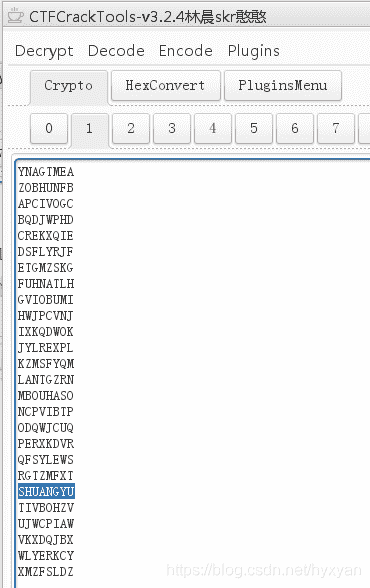 CTFCrackTools-v3.2.4林晨skr憨憨
Decrypt Decode Encode Plugins
Crypto HexConvert PluginsMenu
0 1 2 3 4 5 6 7
YNAGTMEA
ZOBHUNFB
APCIVOGC
BQDJWPHD
CREKXQIE
DSFLYRJF
ETGMZSKG
FUHNATLH
GVIOBUMI
HWJPCVNJ
IXKQDWOK
JYLREXPL
KZMSFYQM
LANTGZRN
MBOUHASO
NCPVIBTP
ODQWJCUQ
PERXKDVR
QFSYLEWS
RGTZMFXT
SHUANGYU
TIVBOHZV
UJWCPIAW
VKXDQJBX
WLYERKCY
XMZFSLDZ
https://blog.csdn.net/hyxyan